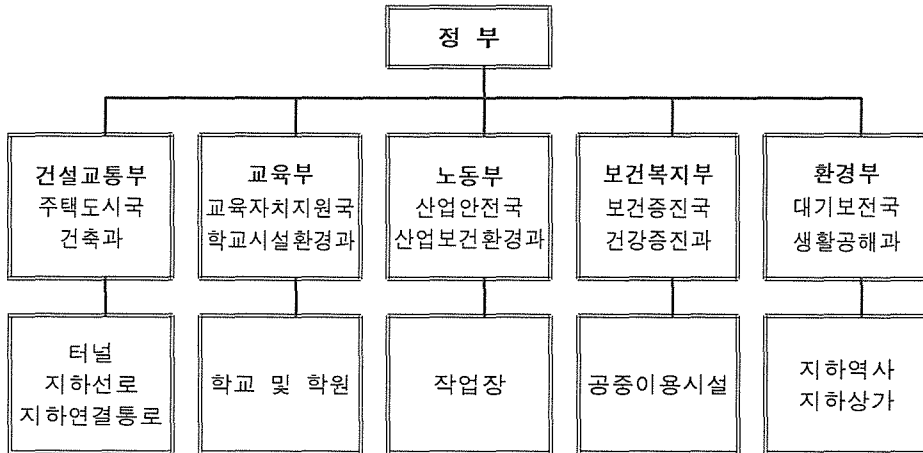 정 부
건설교통부
주택도시국
건축과
교육부
교육자치지원국
학교시설환경과
노동부
산업안전국
산업보건환경과
보건복지부
보건증진국
건강증진과
환경부
대기보전국
생활공해과
터널
지하선로
지하연결통로
학교 및 학원
작업장
공중이용시설
지하역사
지하상가